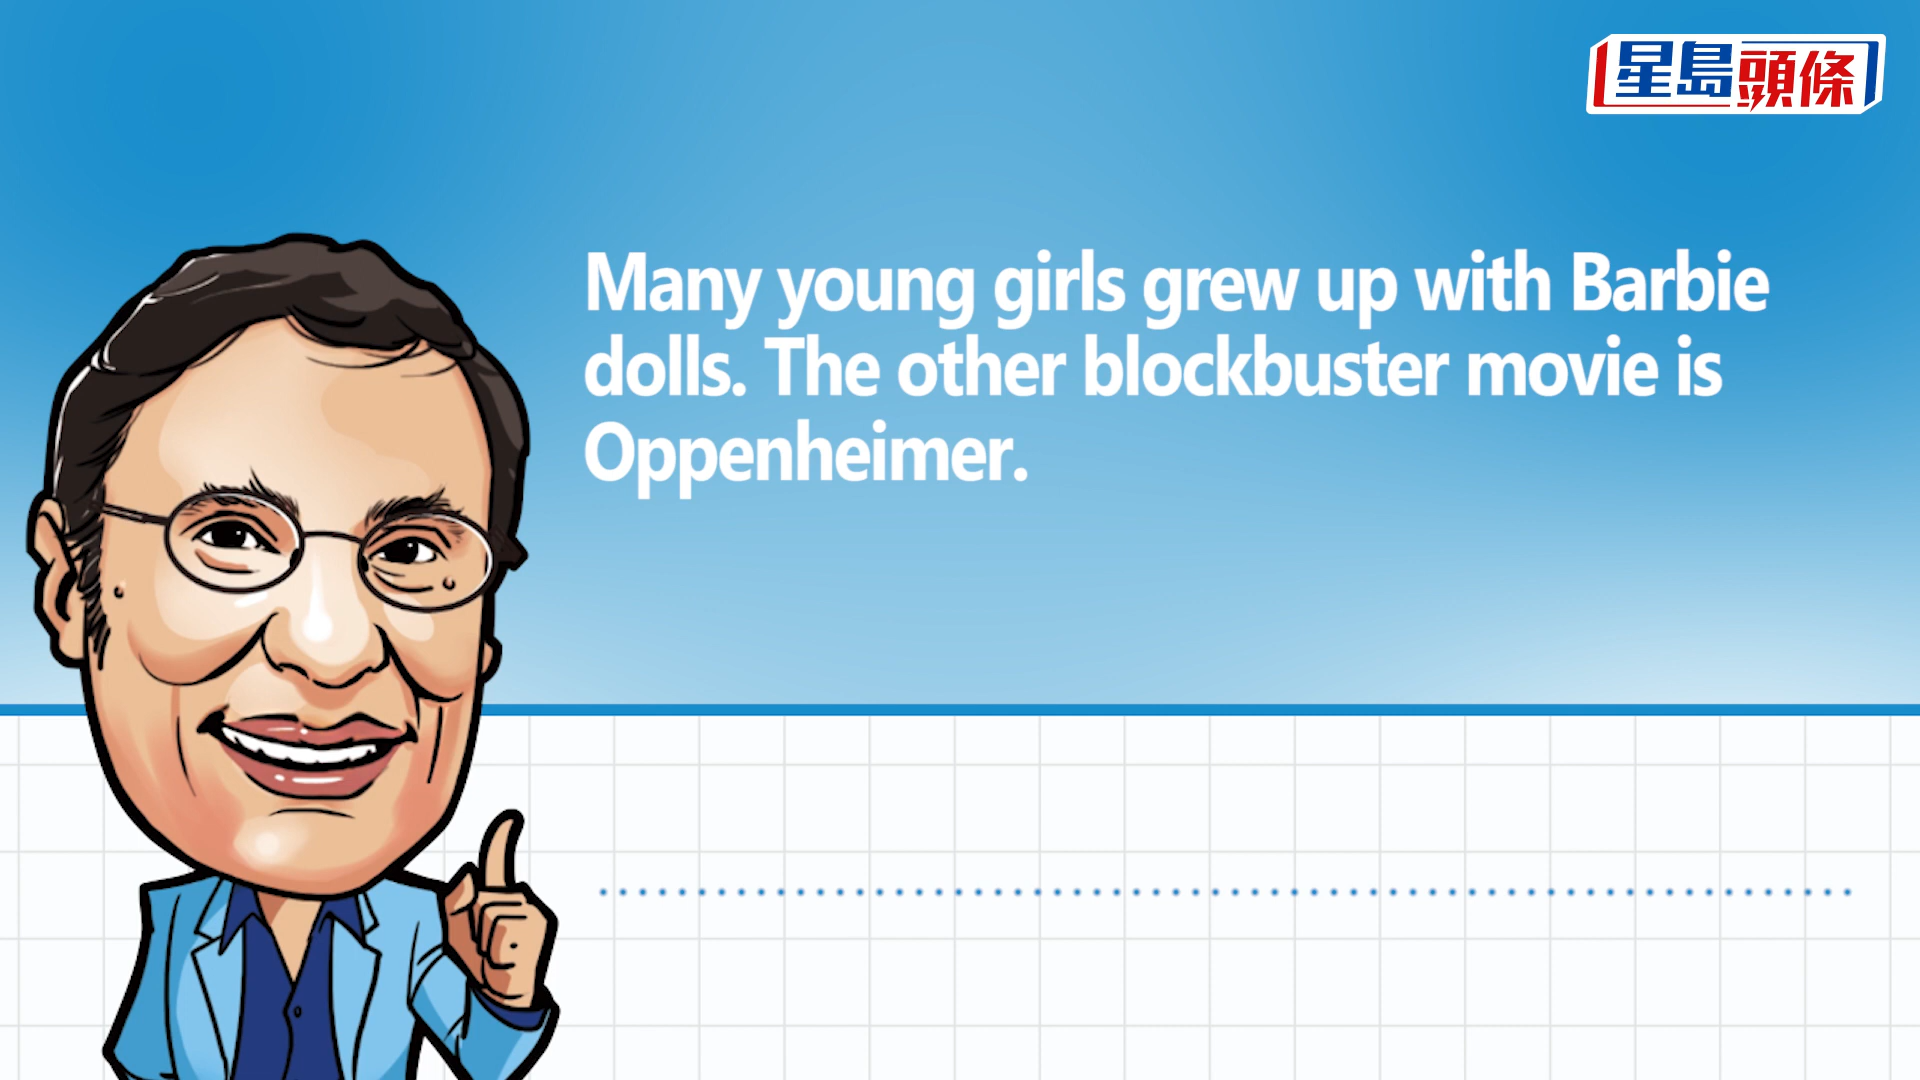 星島頭條
Many young girls grew up with Barbie
dolls. The other blockbuster movie is
Oppenheimer.